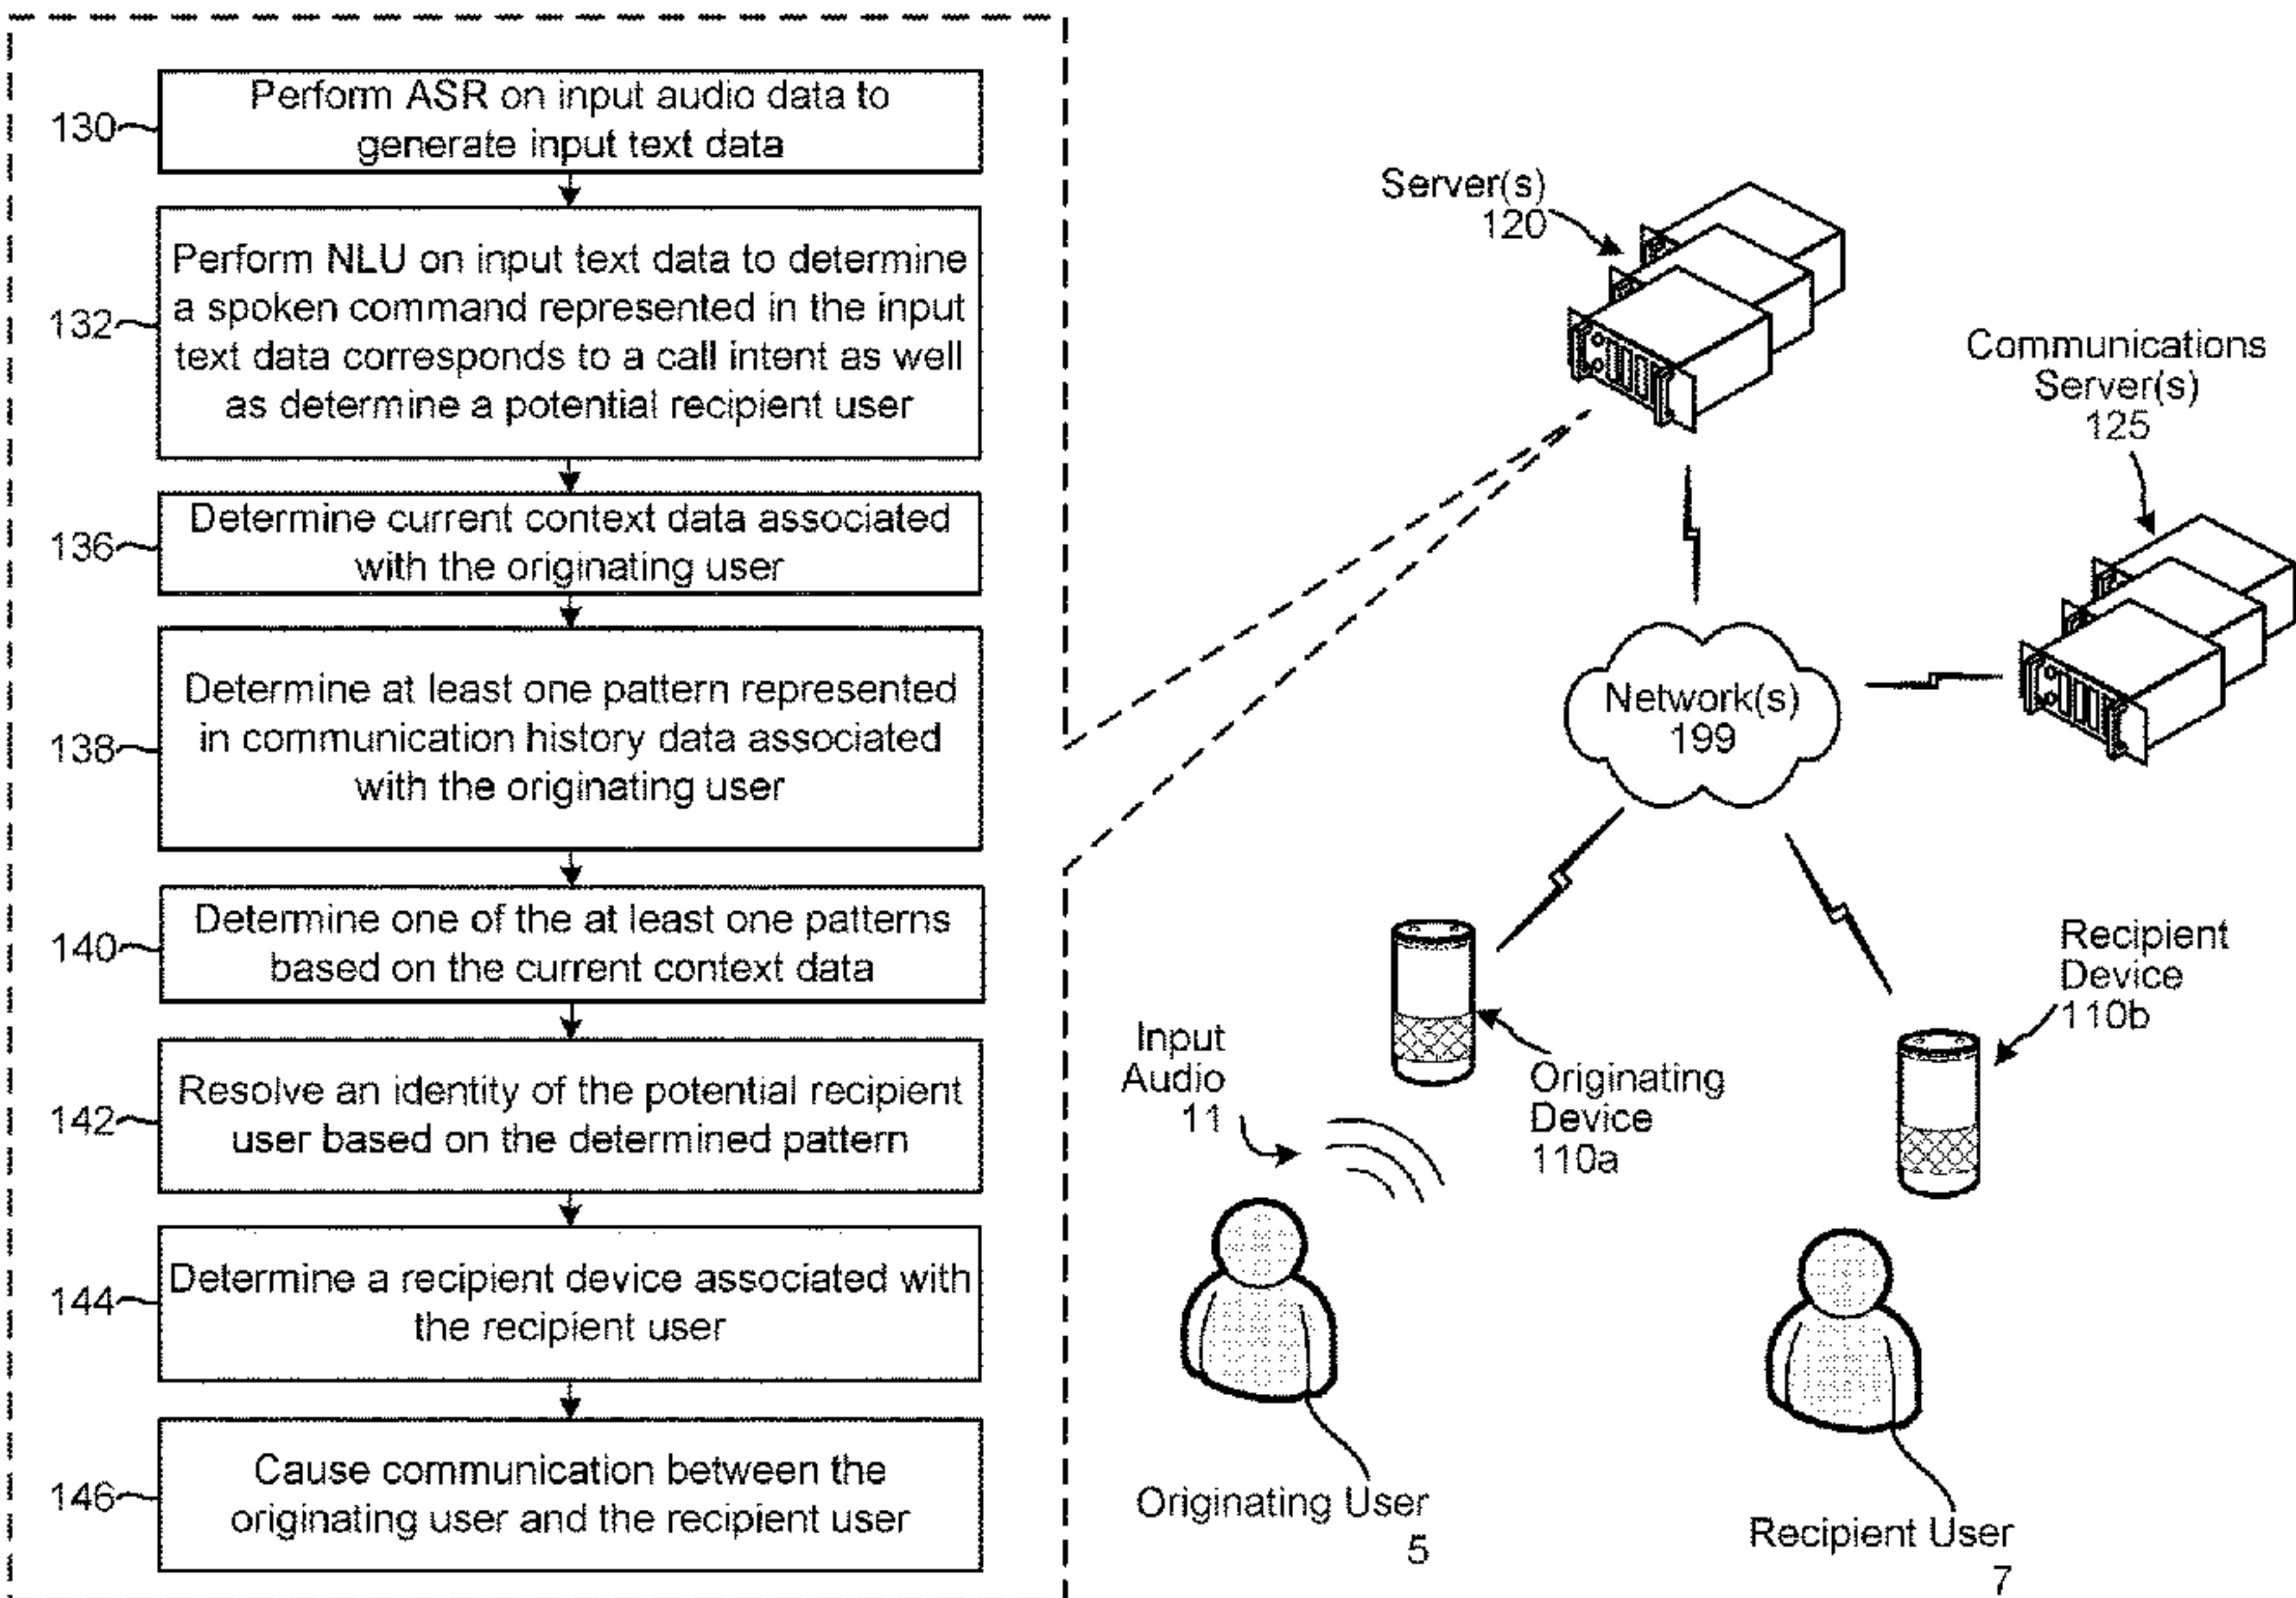 130
Perform ASR on input audio data to
generate input text data
132
Perform NLU on input text data to determine
a spoken command represented in the input
text data corresponds to a call intent as well
as determine a potential recipient user
136
Determine current context data associated
with the originating user
138
Determine at least one pattern represented
in communication history data associated
with the originating user
140
Determine one of the at least one patterns
based on the current context data
142
Resolve an identity of the potential recipient
user based on the determined pattern
144
Determine a recipient device associated with
the recipient user
146
Cause communication between the
originating user and the recipient user
Server(s)
120
Communications
Server(s)
125
Network(s)
199
Recipient
Device
110b
Input
Audio
11
Originating
Device
110a
Originating User
5
Recipient User
7